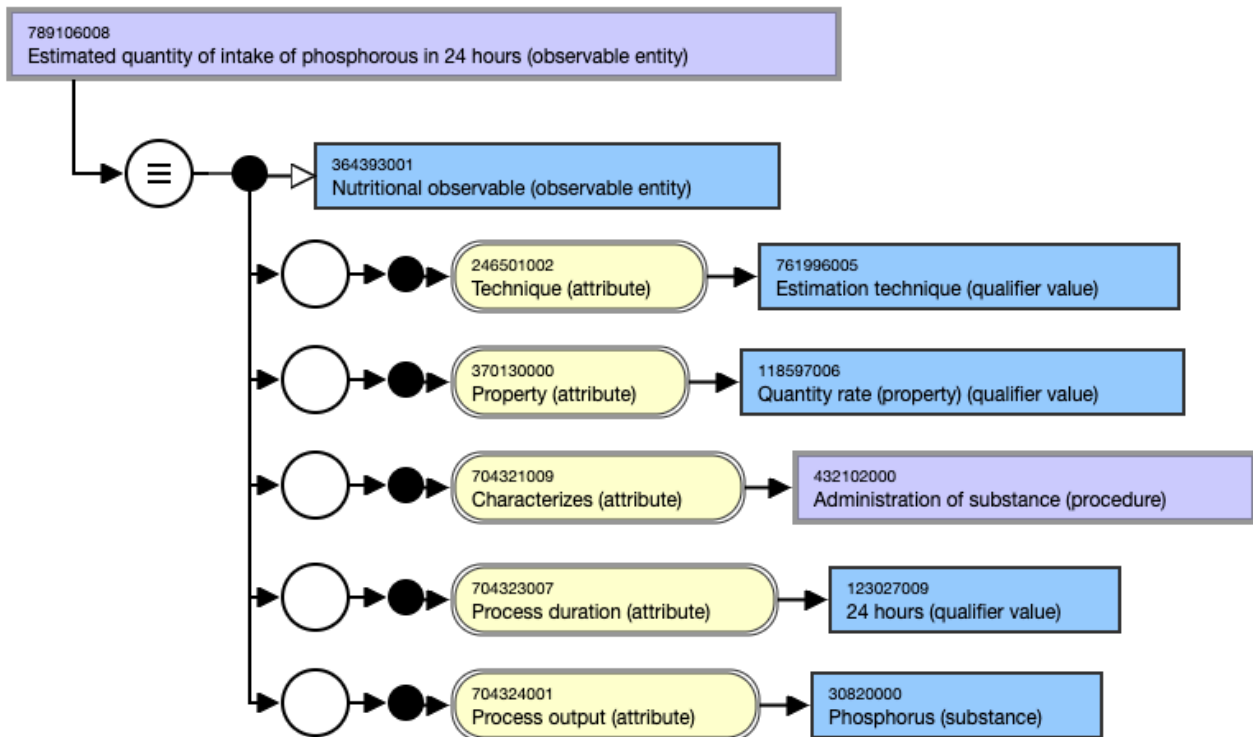 789106008
Estimated quantity of intake of phosphorous in 24 hours (observable entity)
364393001
Nutritional observable (observable entity)
246501002
Technique (attribute)
761996005
Estimation technique (qualifier value)
370130000
Property (attribute)
118597006
Quantity rate (property) (qualifier value)
704321009
Characterizes (attribute)
432102000
Administration of substance (procedure)
704323007
Process duration (attribute)
123027009
24 hours (qualifier value)
704324001
Process output (attribute)
30820000
Phosphorus (substance)